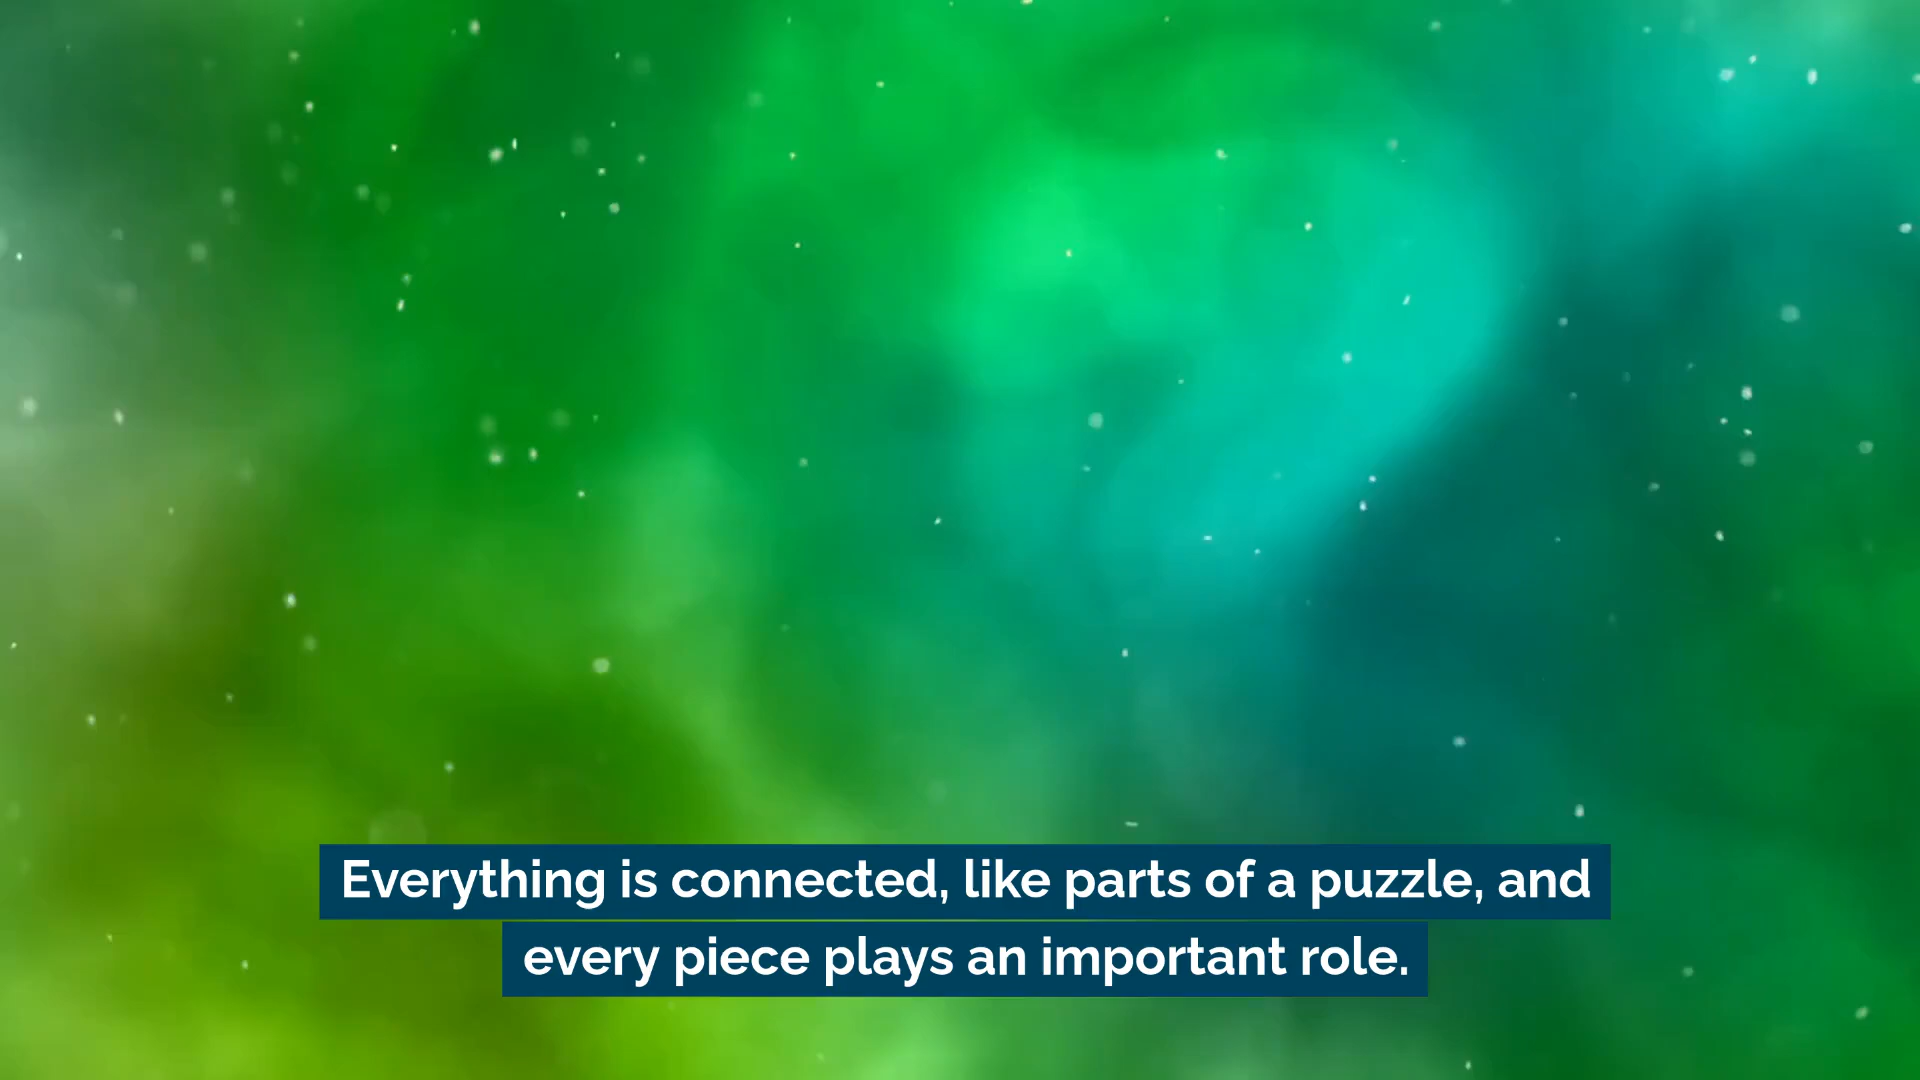 Everything is connected, like parts of a puzzle, and
every piece plays an important role.